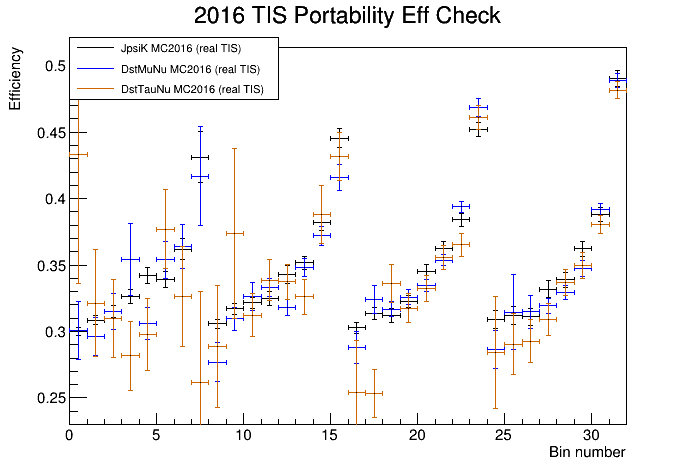 2016 TIS Portability Eff Check
Efficiency
JpsiK MC2016 (real TIS)
DstMuNu MC2016 (real TIS)
DstTauNu MC2016 (real TIS)
0.5
0.45
0.4
0.35
0.3
0.25
0 5 10 15 20 25 30
Bin number